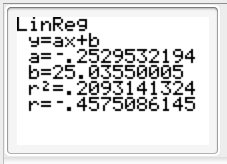 LinReg
y=ax+b
a=-.2529532194
b=25.03550005
r²=.2093141324
r=-.4575086145